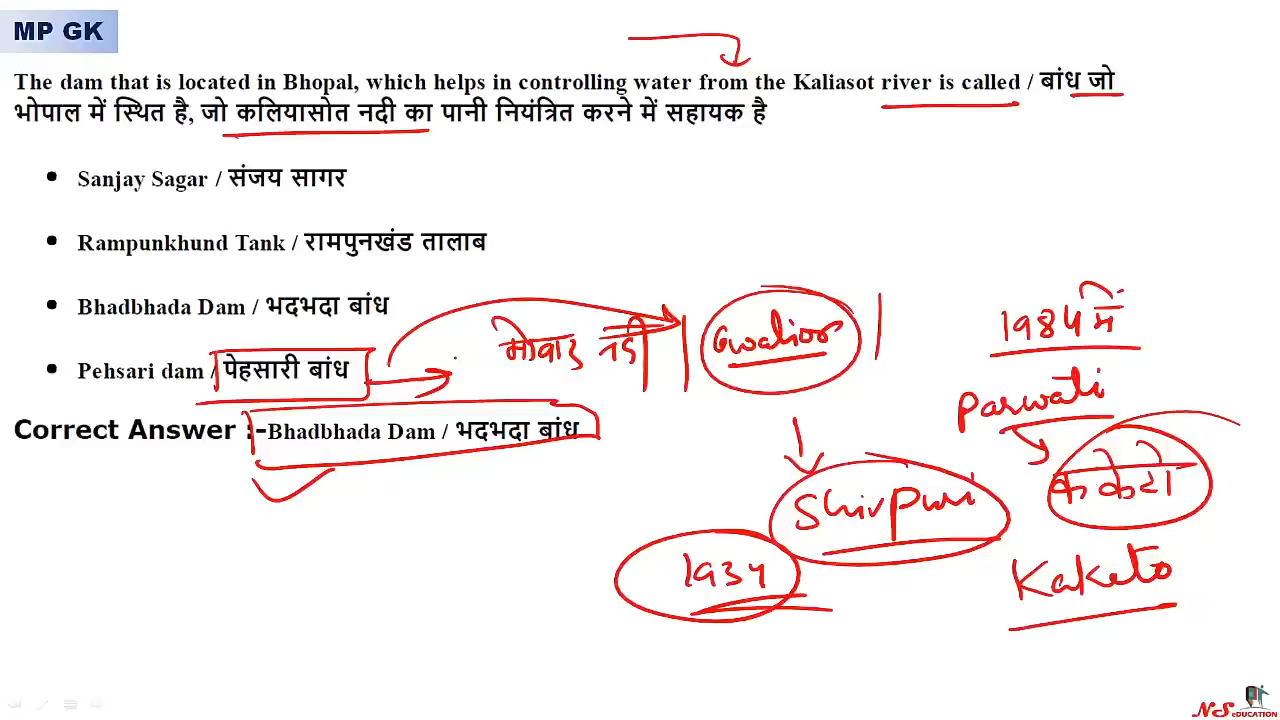 MP GK
The dam that is located in Bhopal, which helps in controlling water from the Kaliasot river is called / बांध जो
भोपाल में स्थित है, जो कलियासोत नदी का पानी नियंत्रित करने में सहायक है
• Sanjay Sagar / संजय सागर
• Rampunkhund Tank / रामपुनखंड तालाब
• Bhadbhada Dam / भदभदा बांध
• Pehsari dam / पेहसारी बांध
नदी
Gwalior
1984 में
Parwati
Correct Answer :-Bhadbhada Dam / भदभदा बांध
ककेटो
Shivpuri
1934
Kaketo
NS eDUCATION